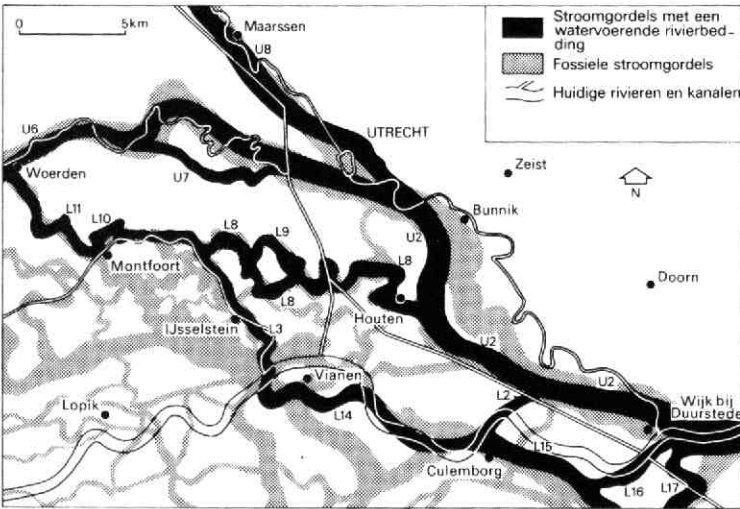 0 5km
Maarssen
U8
Stroomgordels met een
watervoerende rivierbed-
ding
Fossiele stroomgordels
Huidige rivieren en kanalen
U6
UTRECHT
Woerden
U7
Zeist
N
Bunnik
L11
L10
L8
L9
U2
L8
Montfoort
L8
Doorn
Houten
IJsselstein
L3
U2
Vianen
L2
U2
Lopik
L14
Wijk bij
Duurstede
L15
Culemborg
L16
L17